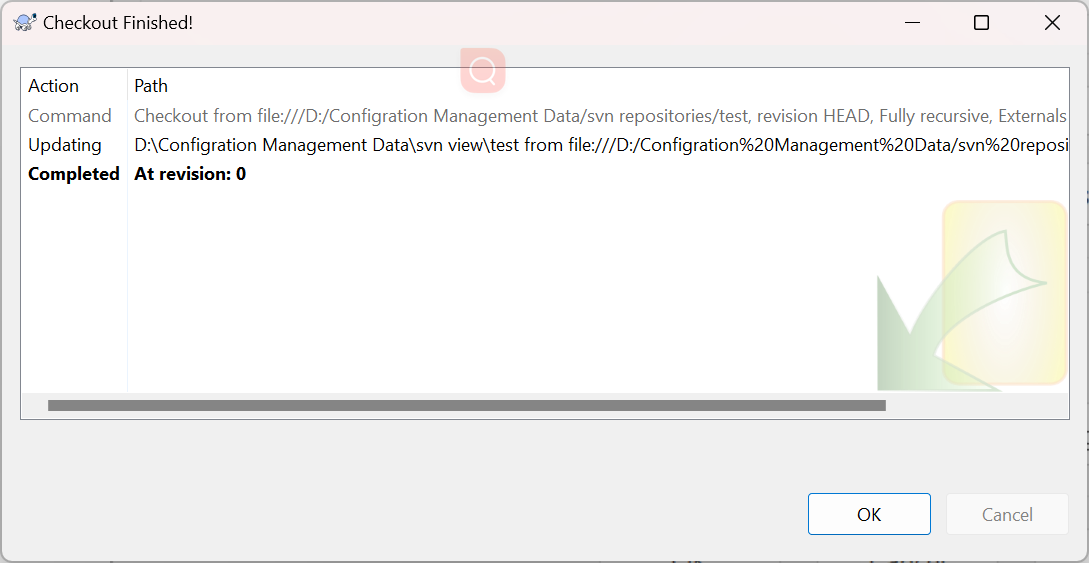 Checkout Finished!
Action Path
Command Checkout from file:///D:/Configration Management Data/svn repositories/test, revision HEAD, Fully recursive, Externals
Updating D:\Configration Management Data\svn view\test from file:///D:/Configration%20Management%20Data/svn%20reposi
Completed At revision: 0
OK Cancel